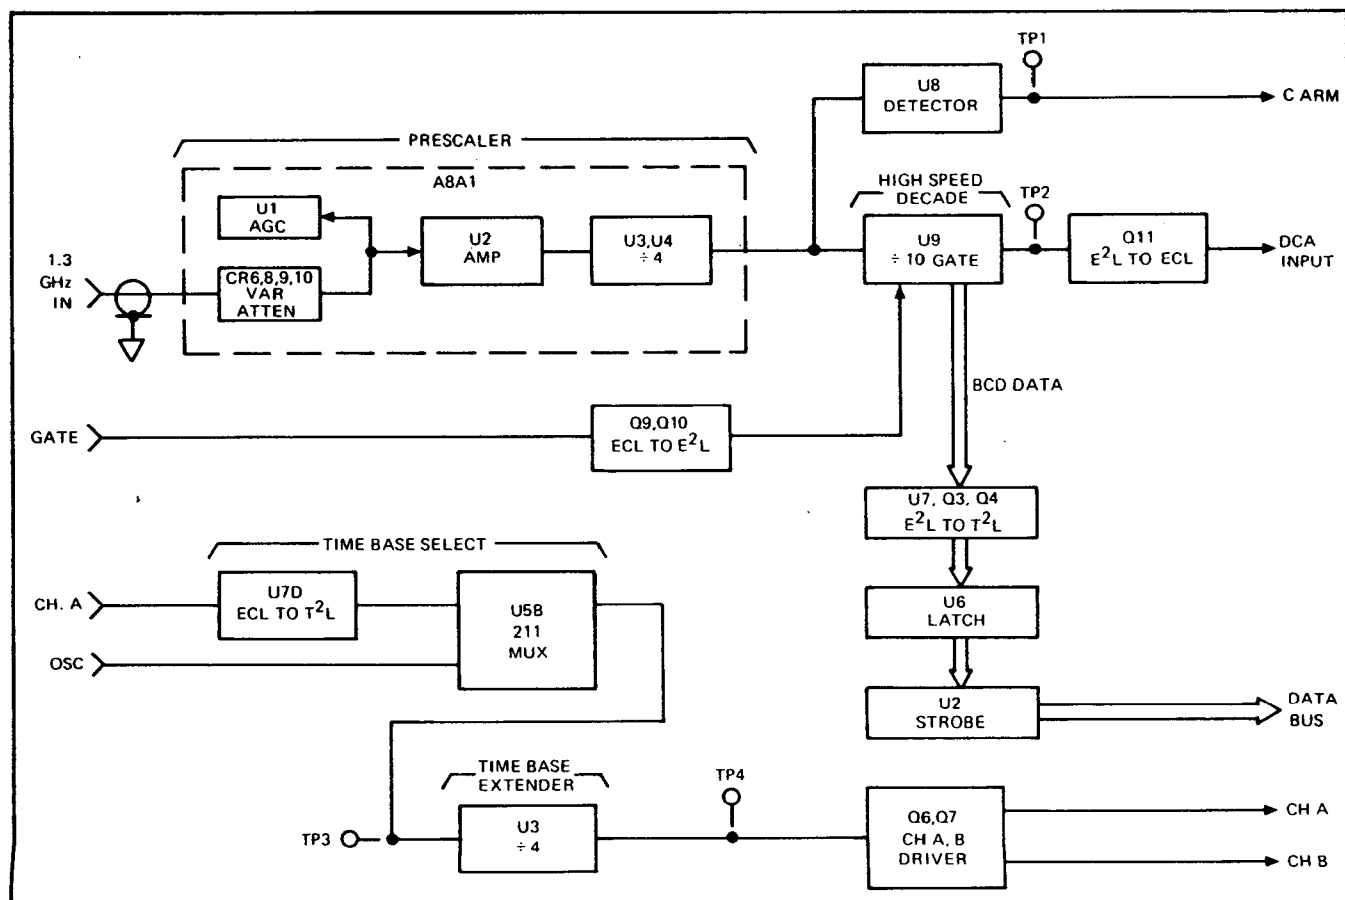 TP1
U8
DETECTOR
C ARM
PRESCALER
A8A1
HIGH SPEED
DECADE
TP2
U1
AGC
U2
AMP
U3,U4
÷ 4
U9
÷ 10 GATE
Q11
E²L TO ECL
DCA
INPUT
1.3
GHz
IN
CR6,8,9,10
VAR
ATTEN
BCD DATA
GATE
Q9,Q10
ECL TO E²L
U7, Q3, Q4
E²L TO T²L
TIME BASE SELECT
CH. A
U7D
ECL TO T²L
U5B
211
MUX
U6
LATCH
OSC
U2
STROBE
DATA
BUS
TIME BASE
EXTENDER
TP4
TP3
U3
÷ 4
Q6,Q7
CH A, B
DRIVER
CH A
CH B